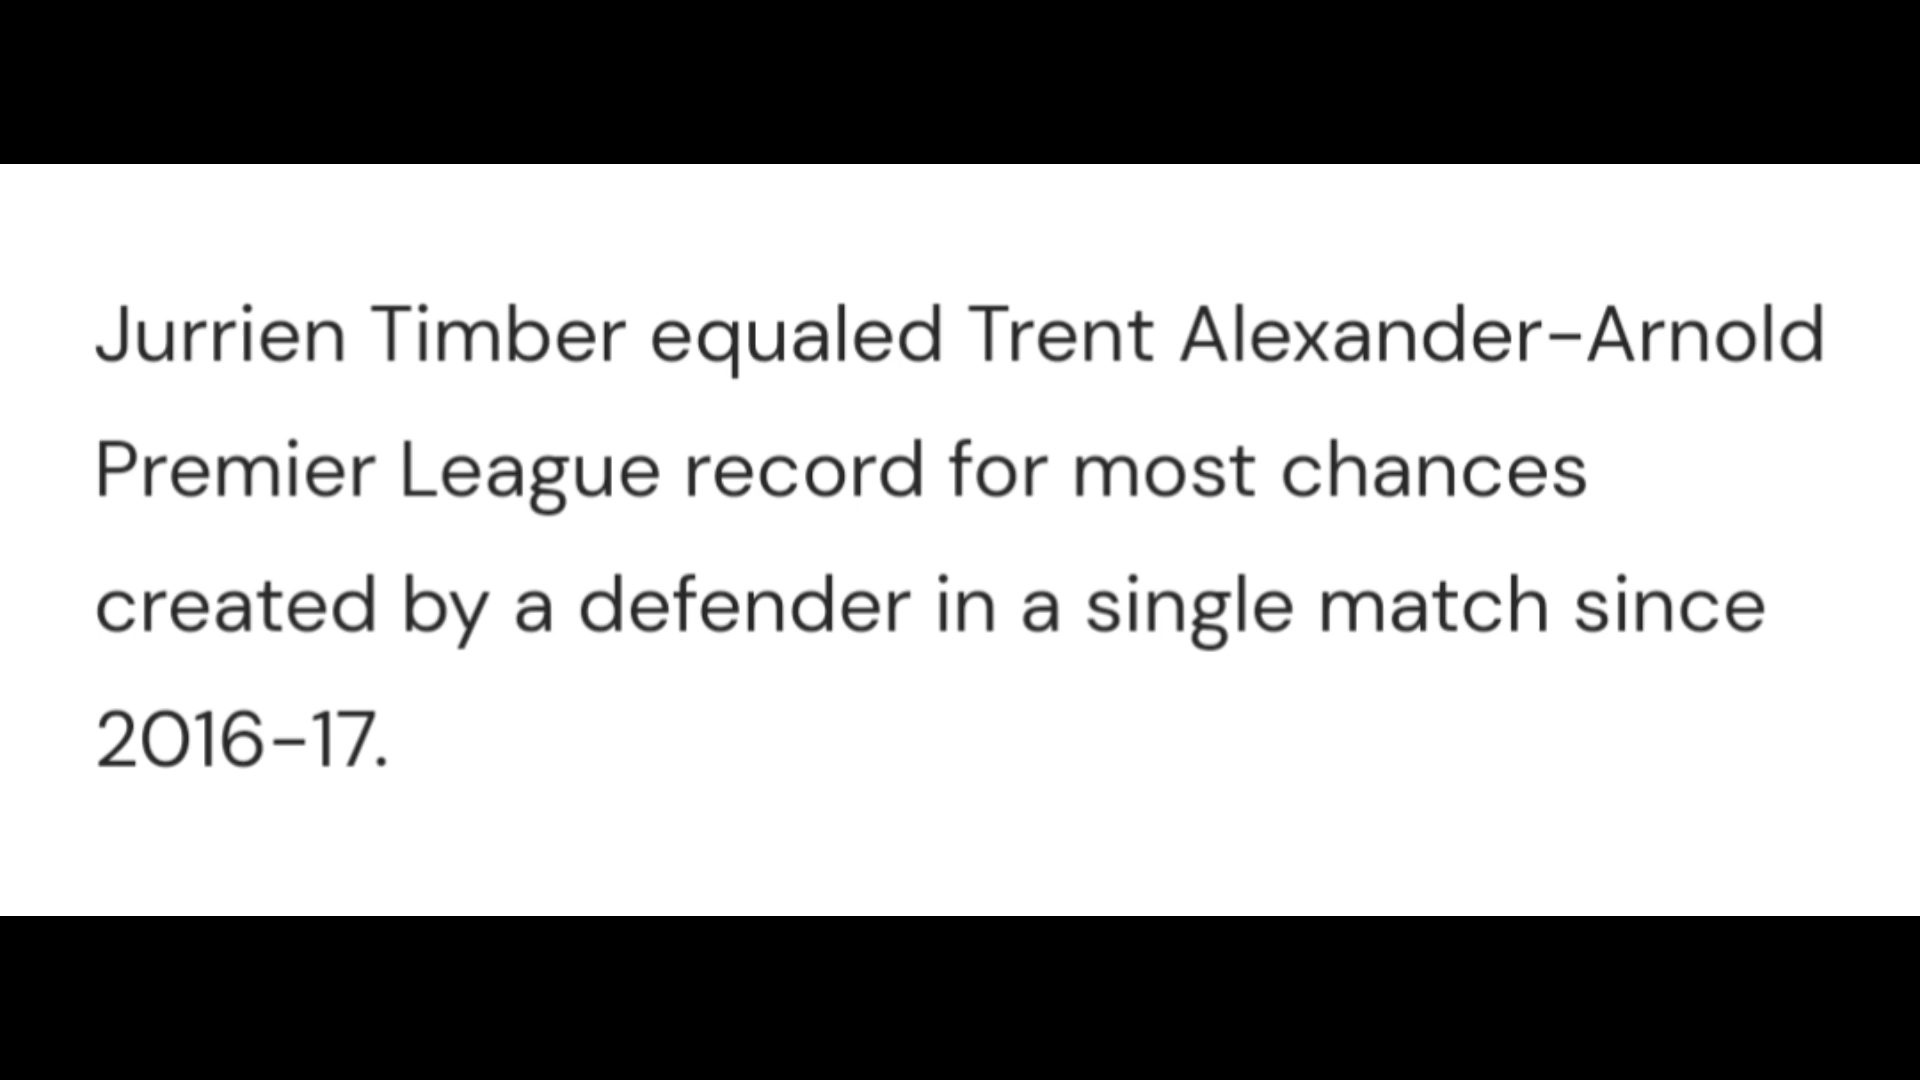 Jurrien Timber equaled Trent Alexander-Arnold
Premier League record for most chances
created by a defender in a single match since
2016-17.